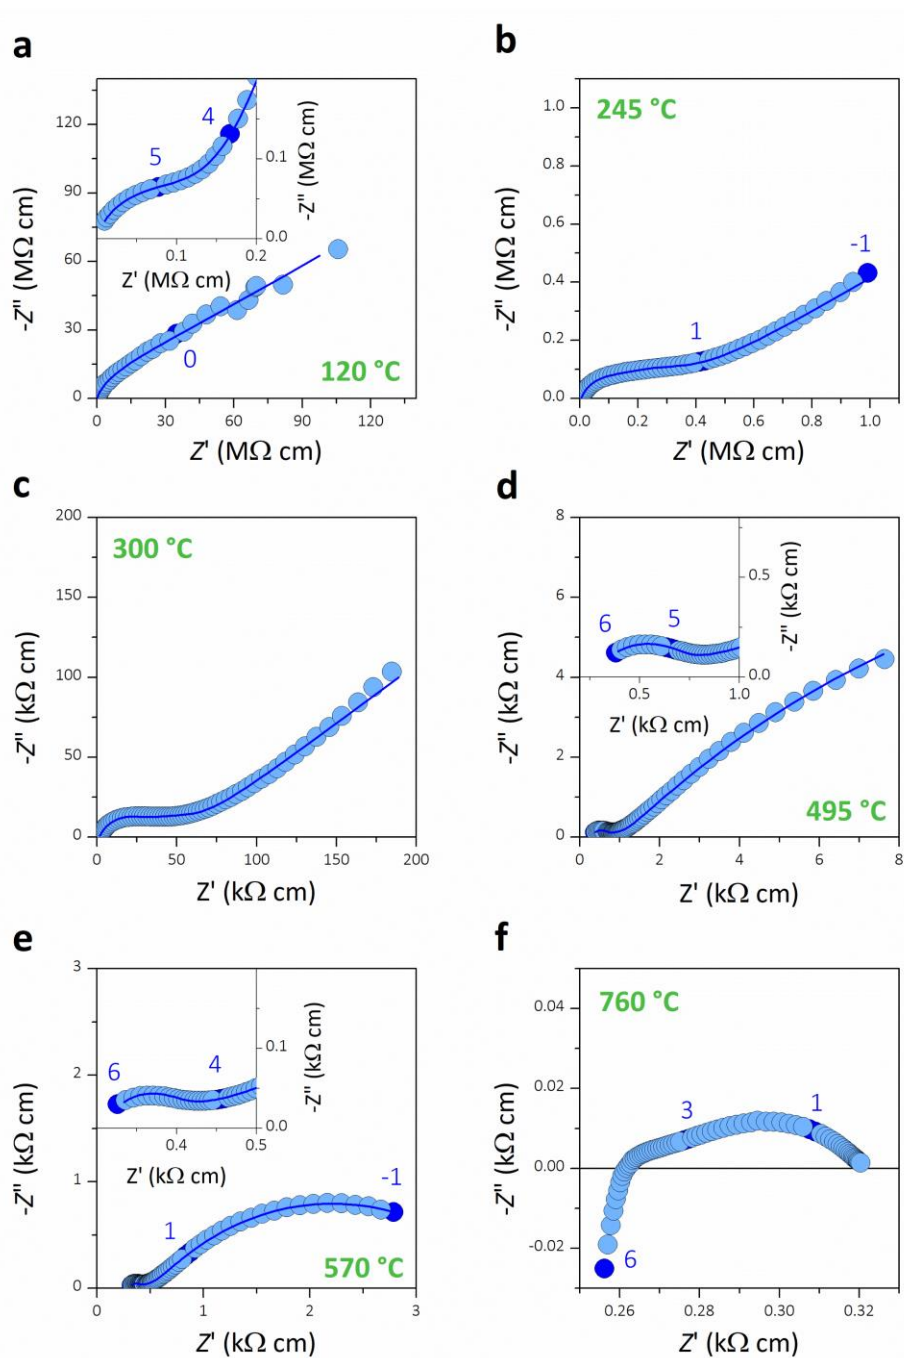 a
120
90
60
30
0
-Z'' (MΩ cm)
4
5
0.1
0.0
-Z'' (MΩ cm)
0.1
0.2
Z' (MΩ cm)
0
120 °C
0
30
60
90
120
Z' (MΩ cm)
b
245 °C
1.0
0.8
0.6
0.4
0.2
0.0
-Z'' (MΩ cm)
-1
1
0.0
0.2
0.4
0.6
0.8
1.0
Z' (MΩ cm)
c
300 °C
200
150
100
50
0
-Z'' (kΩ cm)
0
50
100
150
200
Z' (kΩ cm)
d
8
6
4
2
0
-Z'' (kΩ cm)
6
5
0.5
0.0
-Z'' (kΩ cm)
0.5
1.0
Z' (kΩ cm)
495 °C
0
2
4
6
8
Z' (kΩ cm)
e
3
2
1
0
-Z'' (kΩ cm)
6
4
0.1
0.0
-Z'' (kΩ cm)
0.4
0.5
Z' (kΩ cm)
-1
1
570 °C
0
1
2
3
Z' (kΩ cm)
f
760 °C
0.04
0.02
0.00
-0.02
-Z'' (kΩ cm)
3
1
6
0.26
0.28
0.30
0.32
Z' (kΩ cm)